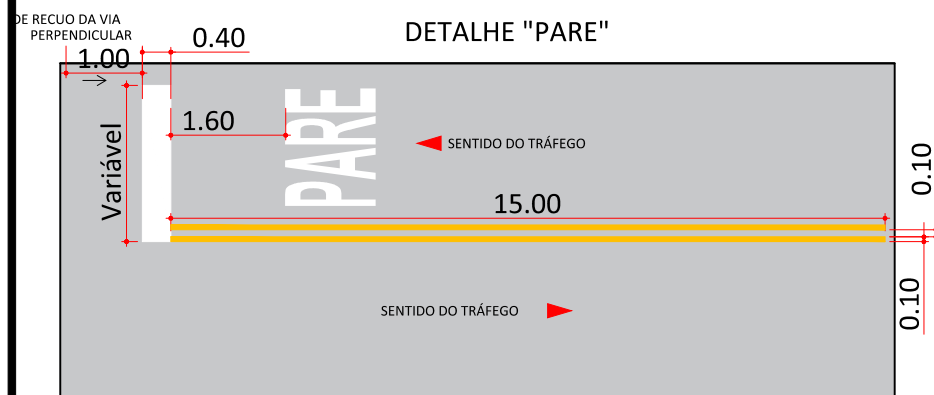 DE RECUO DA VIA
PERPENDICULAR
0.40
DETALHE "PARE"
1.00
1.60
PARE
SENTIDO DO TRÁFEGO
Variável
0.10
15.00
SENTIDO DO TRÁFEGO
0.10